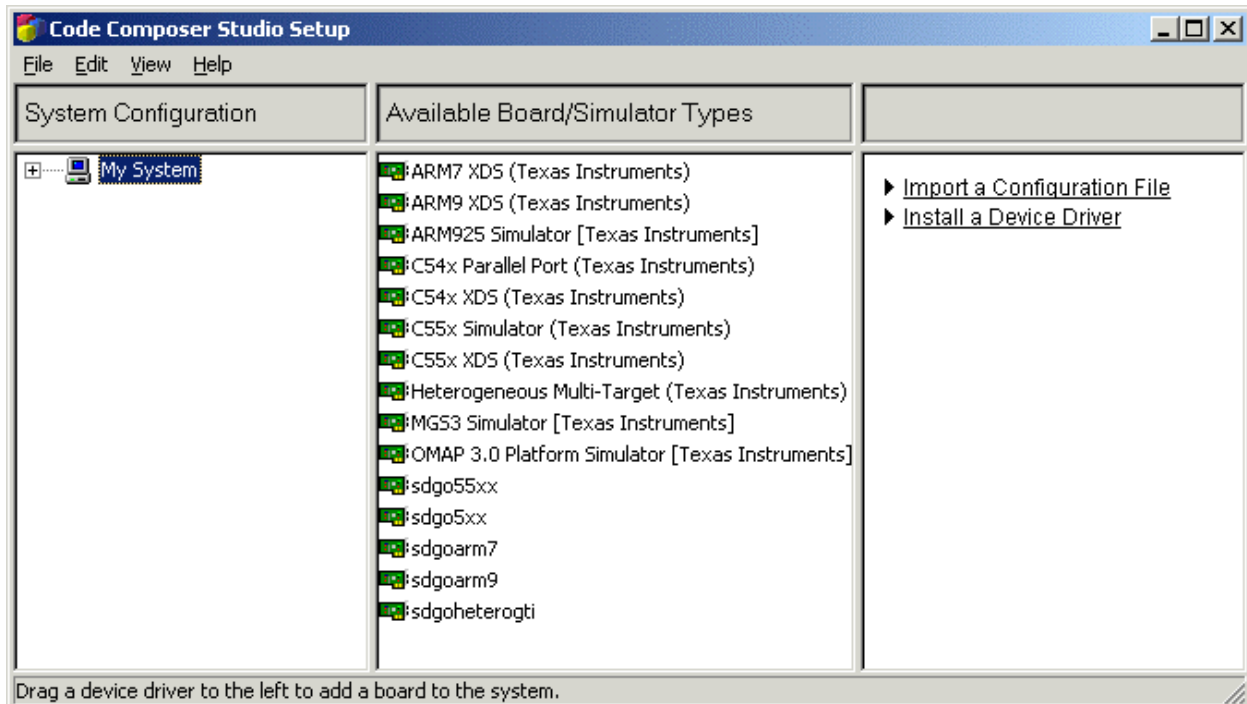 Code Composer Studio Setup
File Edit View Help
System Configuration
Available Board/Simulator Types
My System
ARM7 XDS (Texas Instruments)
ARM9 XDS (Texas Instruments)
ARM925 Simulator [Texas Instruments]
C54x Parallel Port (Texas Instruments)
C54x XDS (Texas Instruments)
C55x Simulator (Texas Instruments)
C55x XDS (Texas Instruments)
Heterogeneous Multi-Target (Texas Instruments)
MGS3 Simulator [Texas Instruments]
OMAP 3.0 Platform Simulator [Texas Instruments]
sdgo55xx
sdgo5xx
sdgoarm7
sdgoarm9
sdgoheterogti
Import a Configuration File
Install a Device Driver
Drag a device driver to the left to add a board to the system.